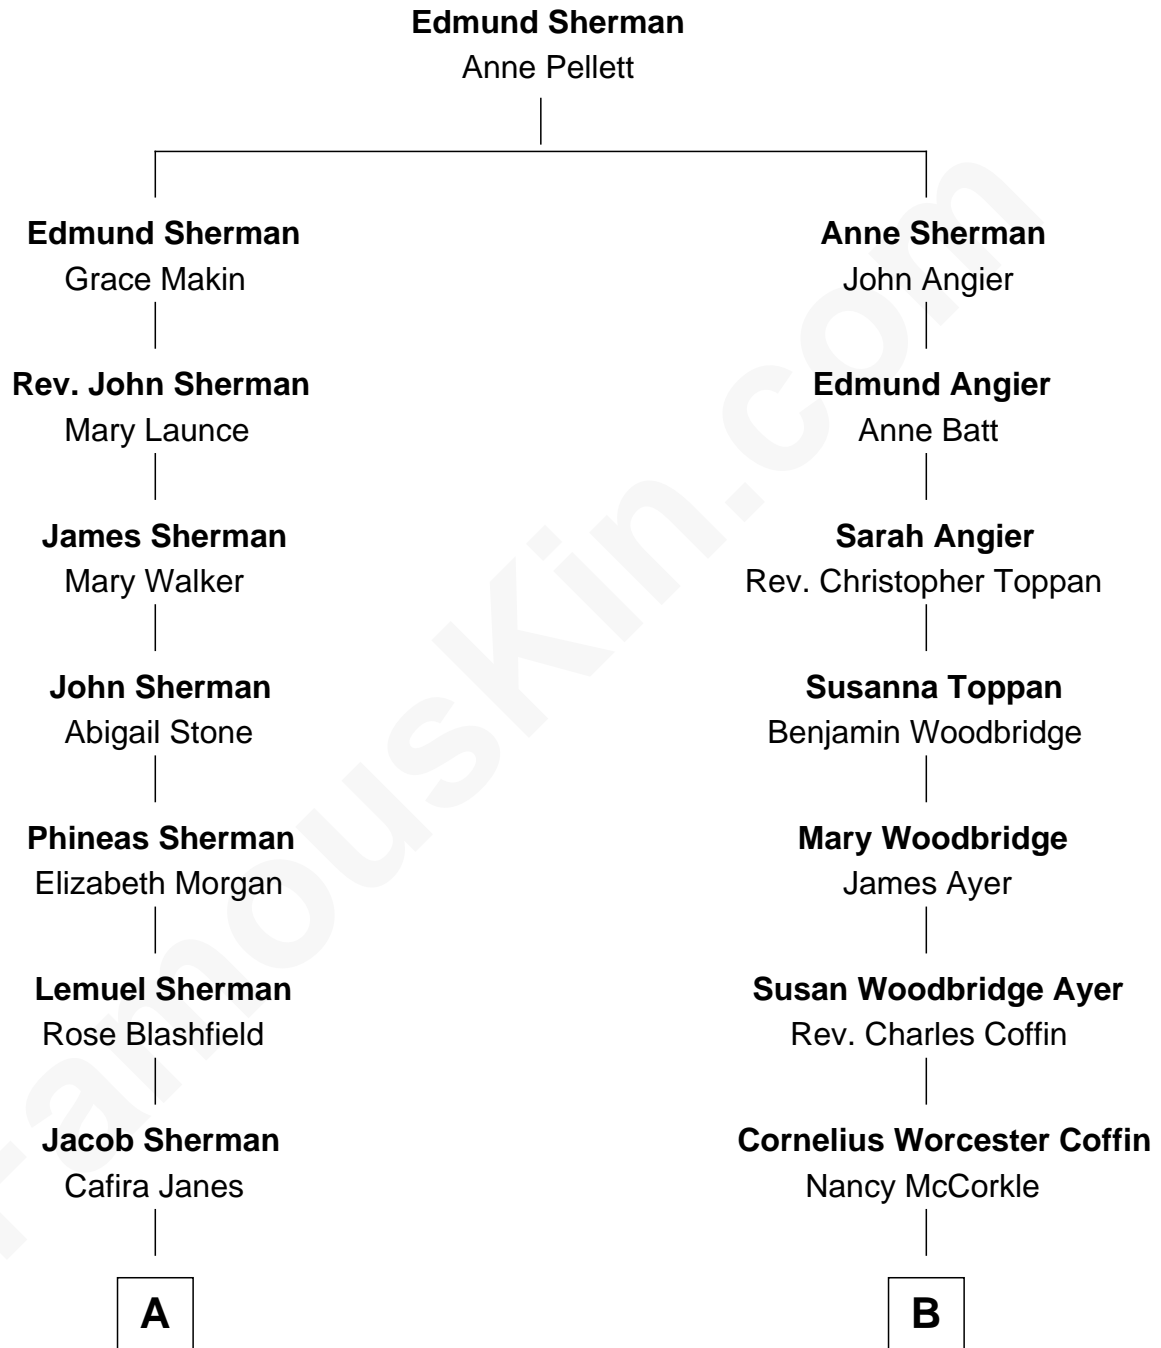 Edmund Sherman
Anne Pellett
Edmund Sherman
Grace Makin
Anne Sherman
John Angier
Rev. John Sherman
Mary Launce
Edmund Angier
Anne Batt
James Sherman
Mary Walker
Sarah Angier
Rev. Christopher Toppan
John Sherman
Abigail Stone
Susanna Toppan
Benjamin Woodbridge
Phineas Sherman
Elizabeth Morgan
Mary Woodbridge
James Ayer
Lemuel Sherman
Rose Blashfield
Susan Woodbridge Ayer
Rev. Charles Coffin
Jacob Sherman
Cafira Janes
Cornelius Worcester Coffin
Nancy McCorkle
A
B
FamousKin.com